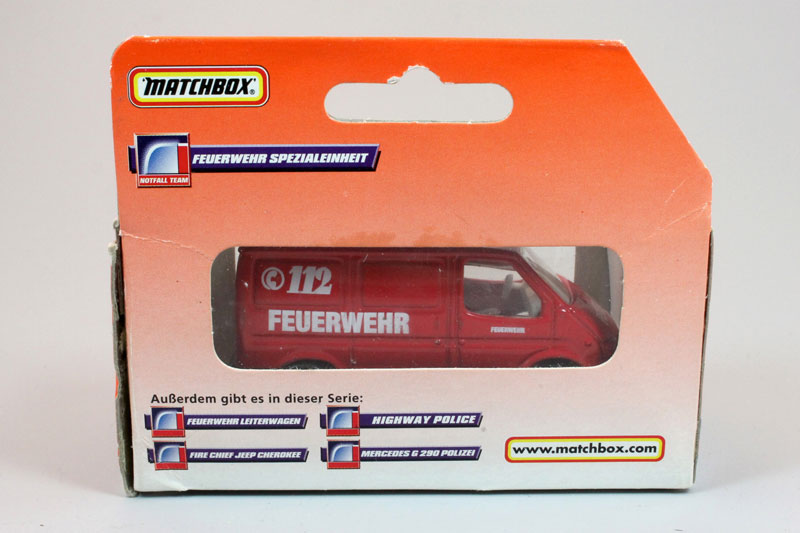 MATCHBOX®
FEUERWEHR SPEZIALEINHEIT
NOTFALL TEAM
112
FEUERWEHR
FEUERWEHR
Außerdem gibt es in dieser Serie:
FEUERWEHR LEITERWAGEN
HIGHWAY POLICE
FIRE CHIEF JEEP CHEROKEE
MERCEDES G 290 POLIZEI
www.matchbox.com